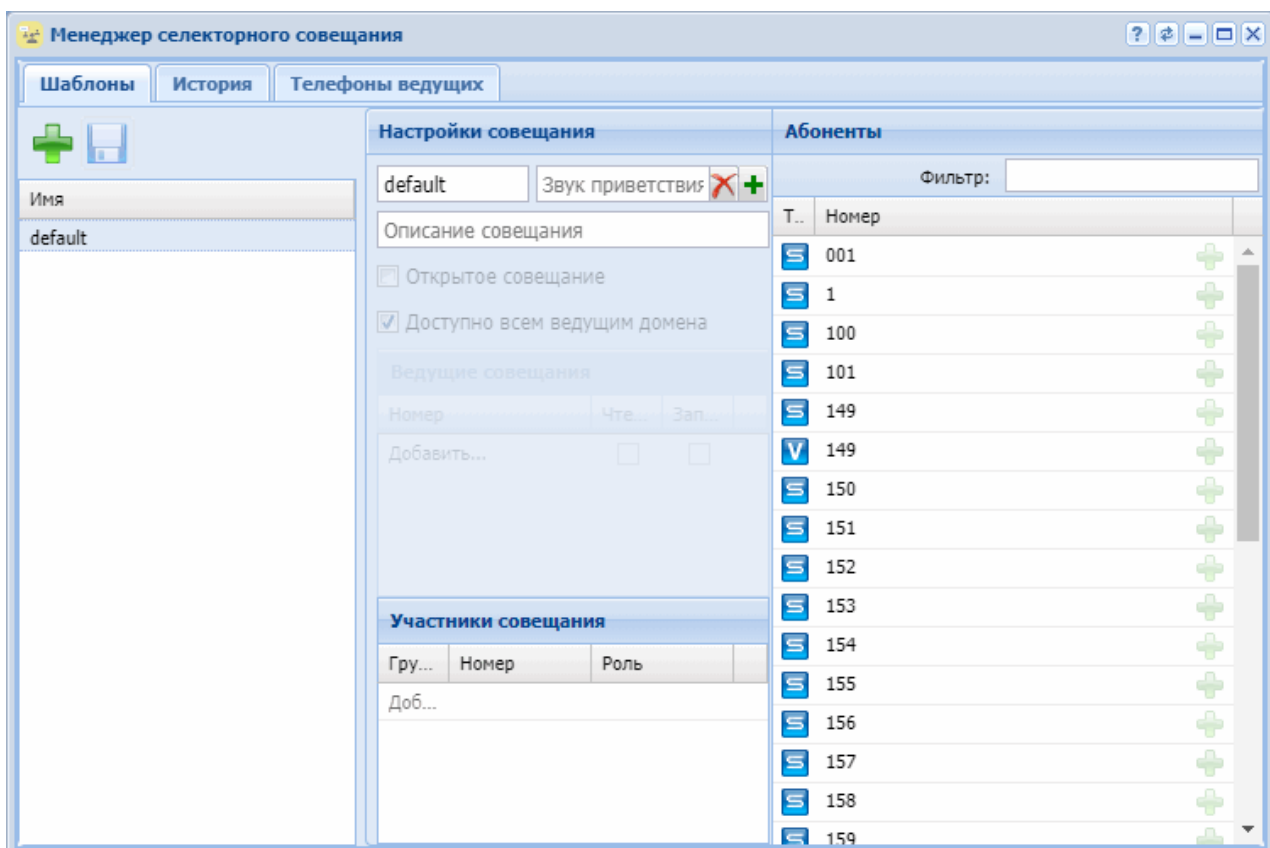 Менеджер селекторного совещания
Шаблоны История Телефоны ведущих
Имя
default
Настройки совещания
default Звук приветствия
Описание совещания
Открытое совещание
Доступно всем ведущим домена
Ведущие совещания
Номер Чте... Зап...
Добавить...
Участники совещания
Гру... Номер Роль
Доб...
Абоненты
Фильтр:
Т.. Номер
S 001
S 1
S 100
S 101
S 149
V 149
S 150
S 151
S 152
S 153
S 154
S 155
S 156
S 157
S 158
S 159